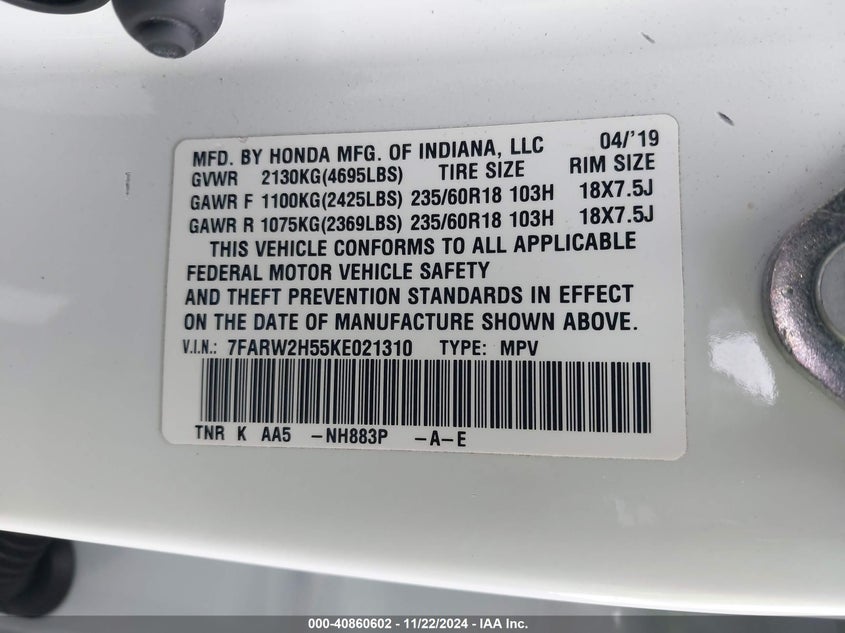 MFD. BY HONDA MFG. OF INDIANA, LLC 04/'19
GVWR 2130KG(4695LBS) TIRE SIZE RIM SIZE
GAWR F 1100KG(2425LBS) 235/60R18 103H 18X7.5J
GAWR R 1075KG(2369LBS) 235/60R18 103H 18X7.5J
THIS VEHICLE CONFORMS TO ALL APPLICABLE
FEDERAL MOTOR VEHICLE SAFETY
AND THEFT PREVENTION STANDARDS IN EFFECT
ON THE DATE OF MANUFACTURE SHOWN ABOVE.
V.I.N.: 7FARW2H55KE021310 TYPE: MPV
TNR K AA5 -NH883P -A-E
000-40860602 - 11/22/2024 - IAA Inc.